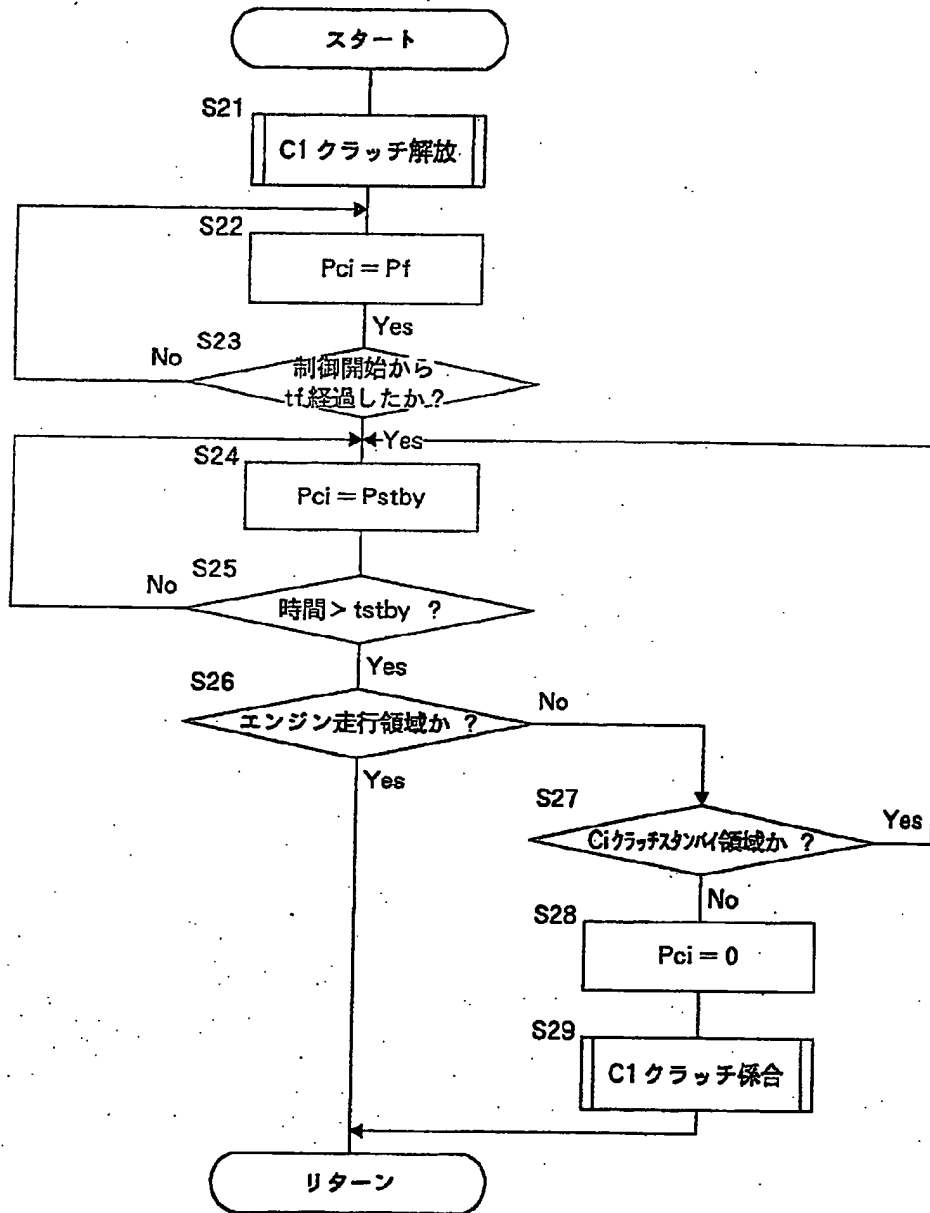 スタート
S21
C1 クラッチ解放
S22
Pci = Pf
Yes
S23
No
制御開始から
tf経過したか?
Yes
S24
Pci = Pstby
S25
No
時間 > tstby ?
Yes
S26
エンジン走行領域か ?
No
Yes
S27
Ciクラッチスタンバイ領域か ?
Yes
No
S28
Pci = 0
S29
C1 クラッチ係合
リターン